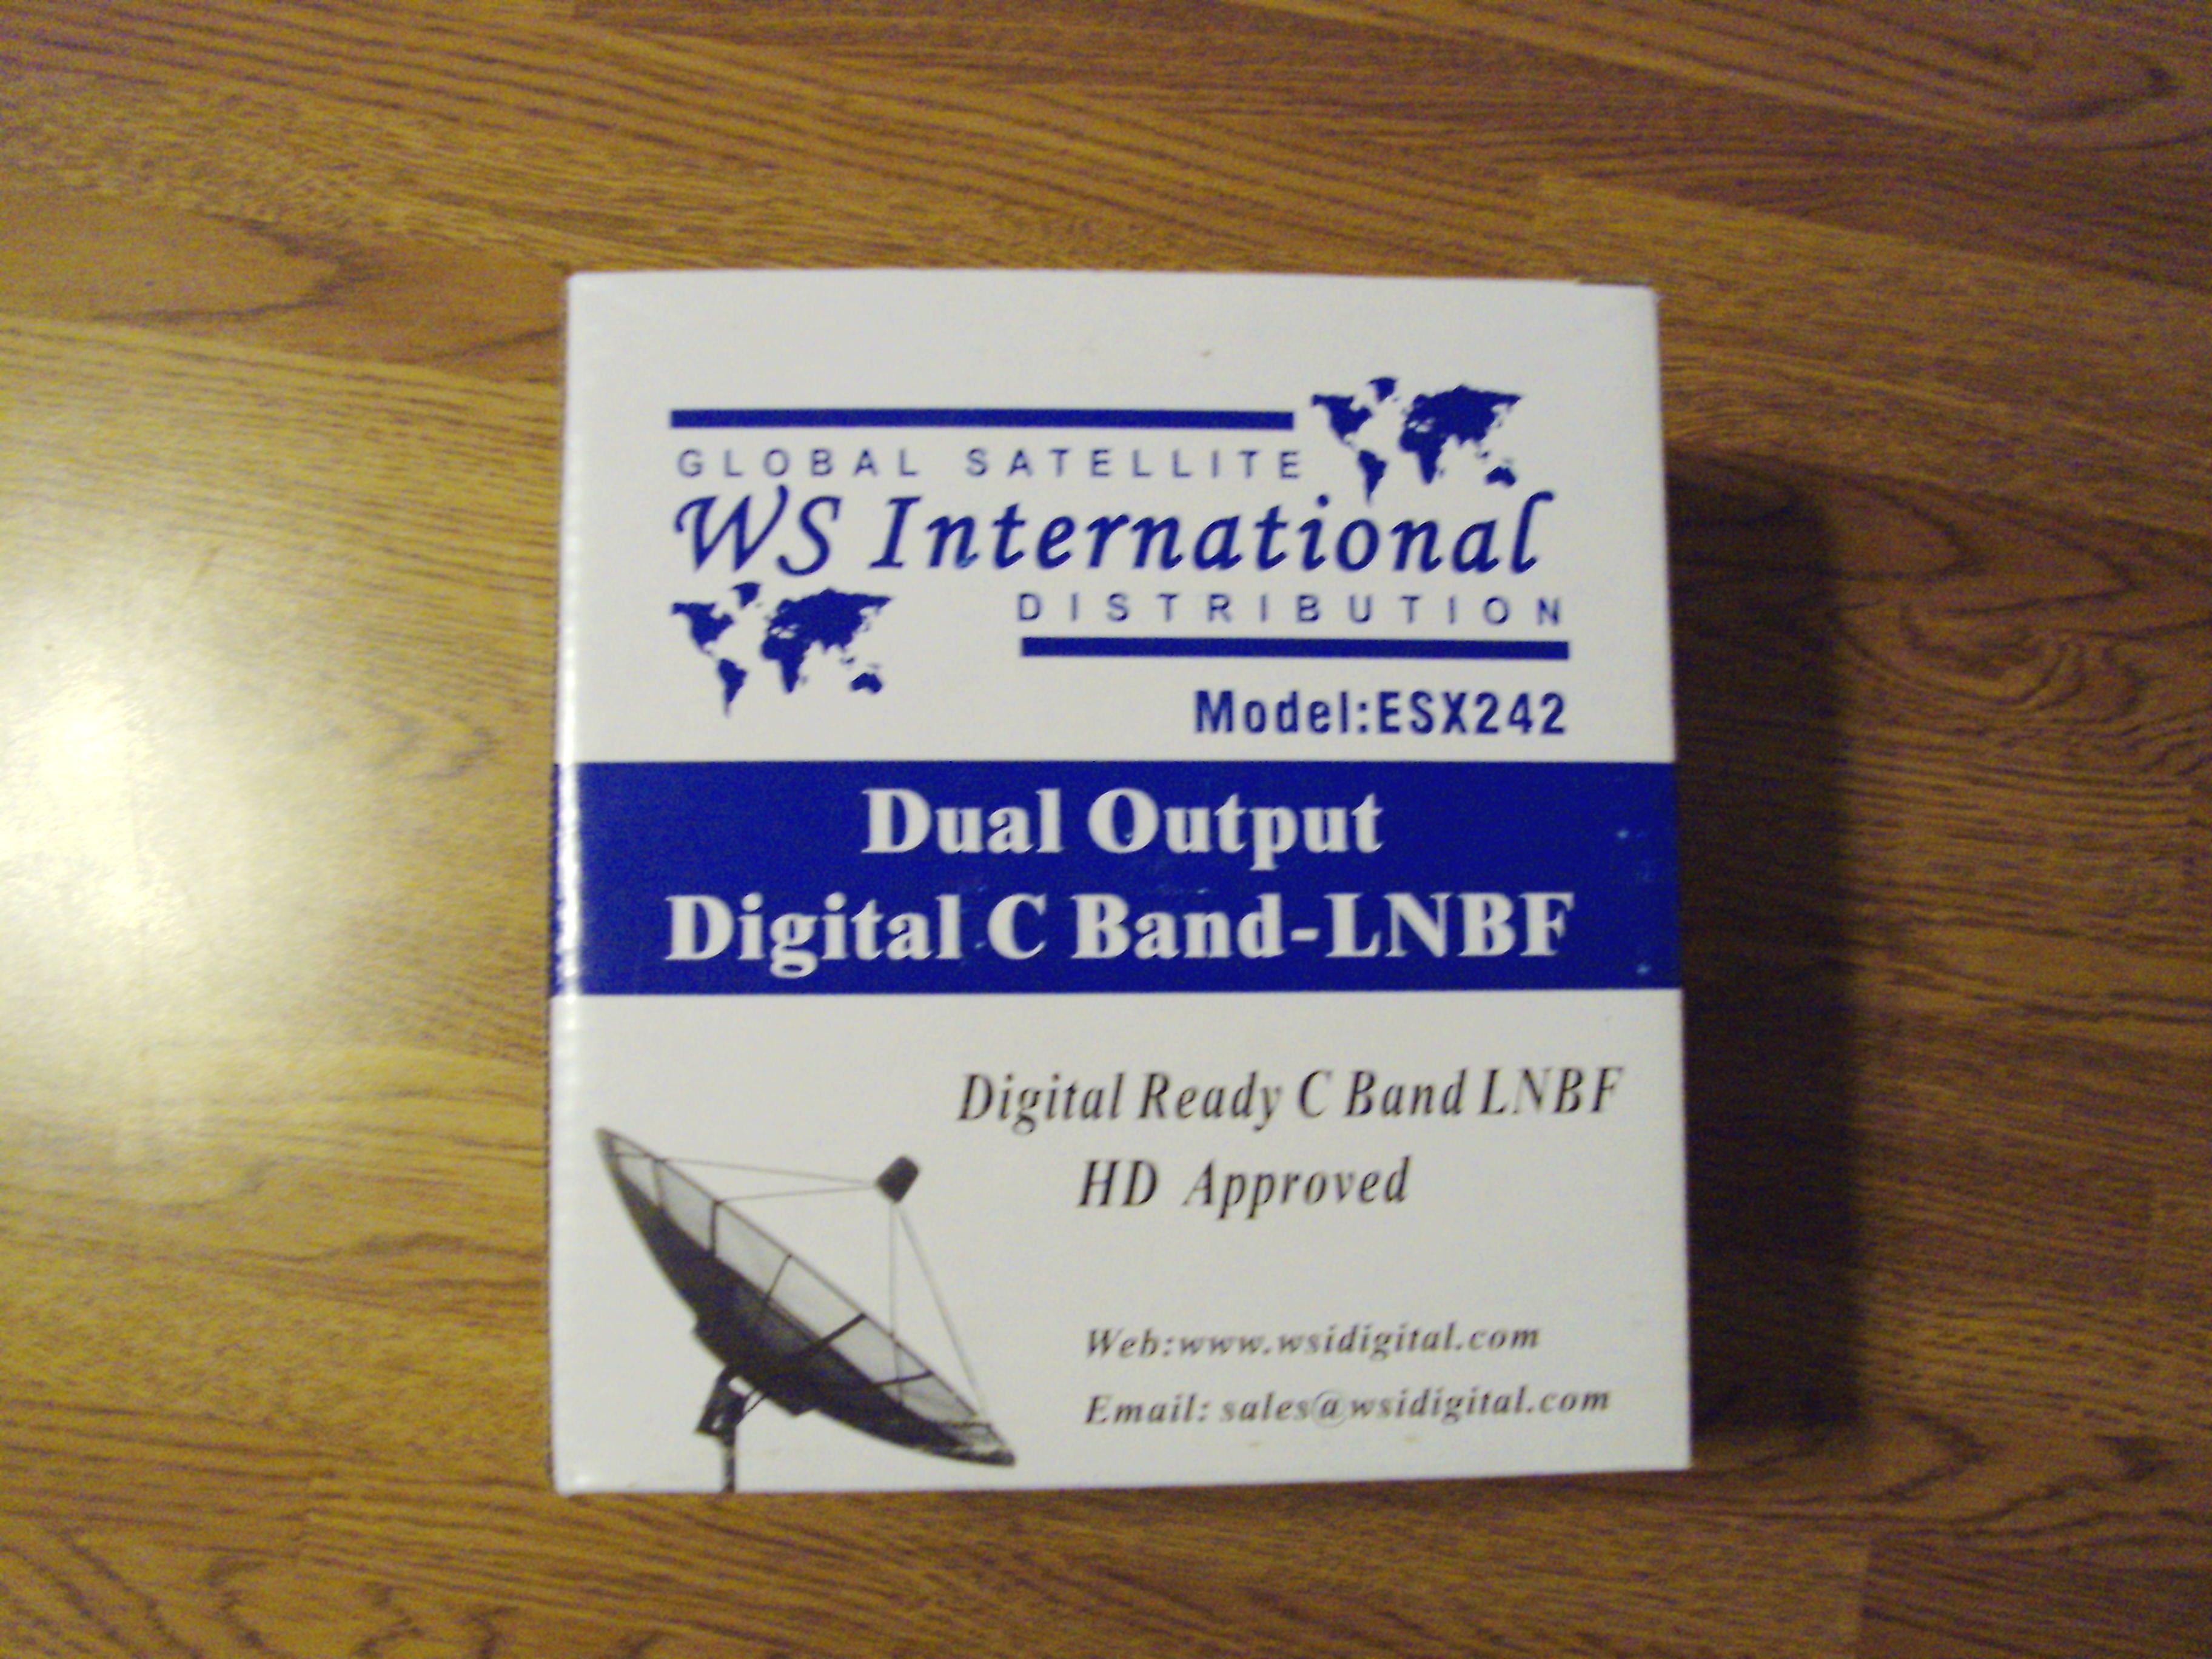 GLOBAL SATELLITE
WS International
DISTRIBUTION
Model:ESX242
Dual Output
Digital C Band-LNBF
Digital Ready C Band LNBF
HD Approved
Web:www.wsidigital.com
Email: sales@wsidigital.com